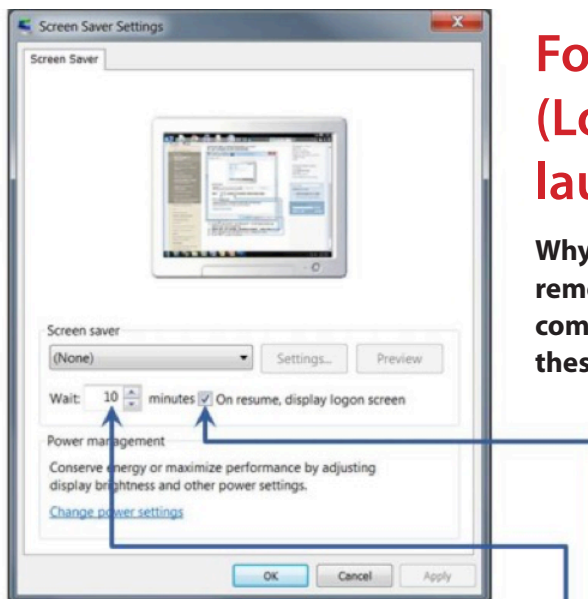 Screen Saver Settings
X
Screen Saver
Screen saver
(None)
Settings...
Preview
Wait:
10
minutes
On resume, display logon screen
Power management
Conserve energy or maximize performance by adjusting
display brightness and other power settings.
Change power settings
OK
Cancel
Apply
Fo
(Lo
lau
Why
rem
com
thes